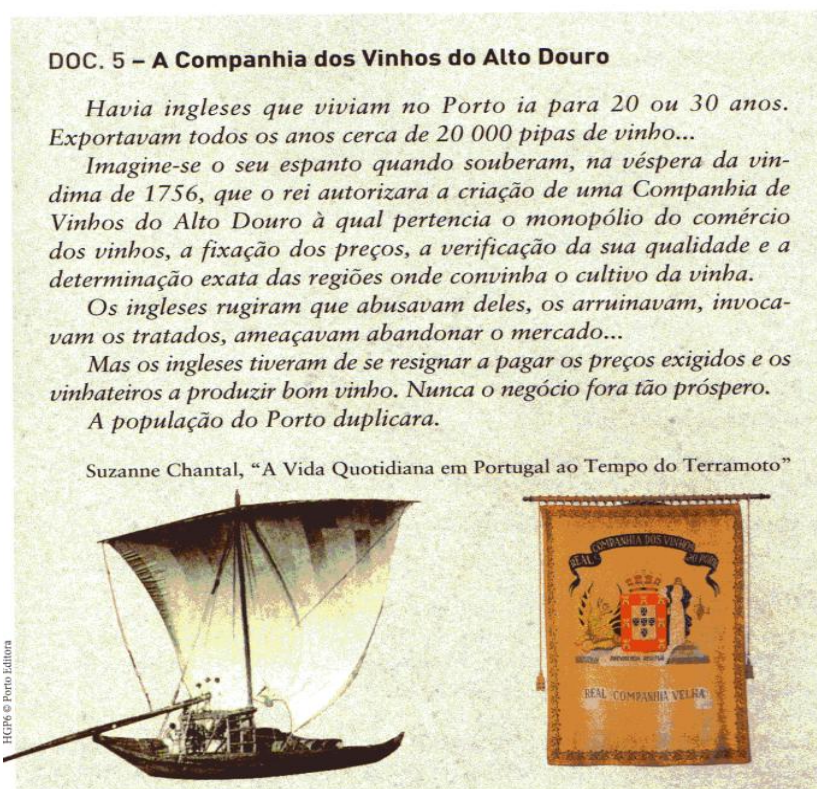 DOC. 5 – A Companhia dos Vinhos do Alto Douro
Havia ingleses que viviam no Porto ia para 20 ou 30 anos.
Exportavam todos os anos cerca de 20 000 pipas de vinho...
Imagine-se o seu espanto quando souberam, na véspera da vin-
dima de 1756, que o rei autorizara a criação de uma Companhia de
Vinhos do Alto Douro à qual pertencia o monopólio do comércio
dos vinhos, a fixação dos preços, a verificação da sua qualidade e a
determinação exata das regiões onde convinha o cultivo da vinha.
Os ingleses rugiram que abusavam deles, os arruinavam, invoca-
vam os tratados, ameaçavam abandonar o mercado...
Mas os ingleses tiveram de se resignar a pagar os preços exigidos e os
vinhateiros a produzir bom vinho. Nunca o negócio fora tão próspero.
A população do Porto duplicara.
Suzanne Chantal, “A Vida Quotidiana em Portugal ao Tempo do Terramoto”
REAL COMPANHIA DOS VINHOS DO PORTO
REAL COMPANHIA VELHA
HGP6 © Porto Editora